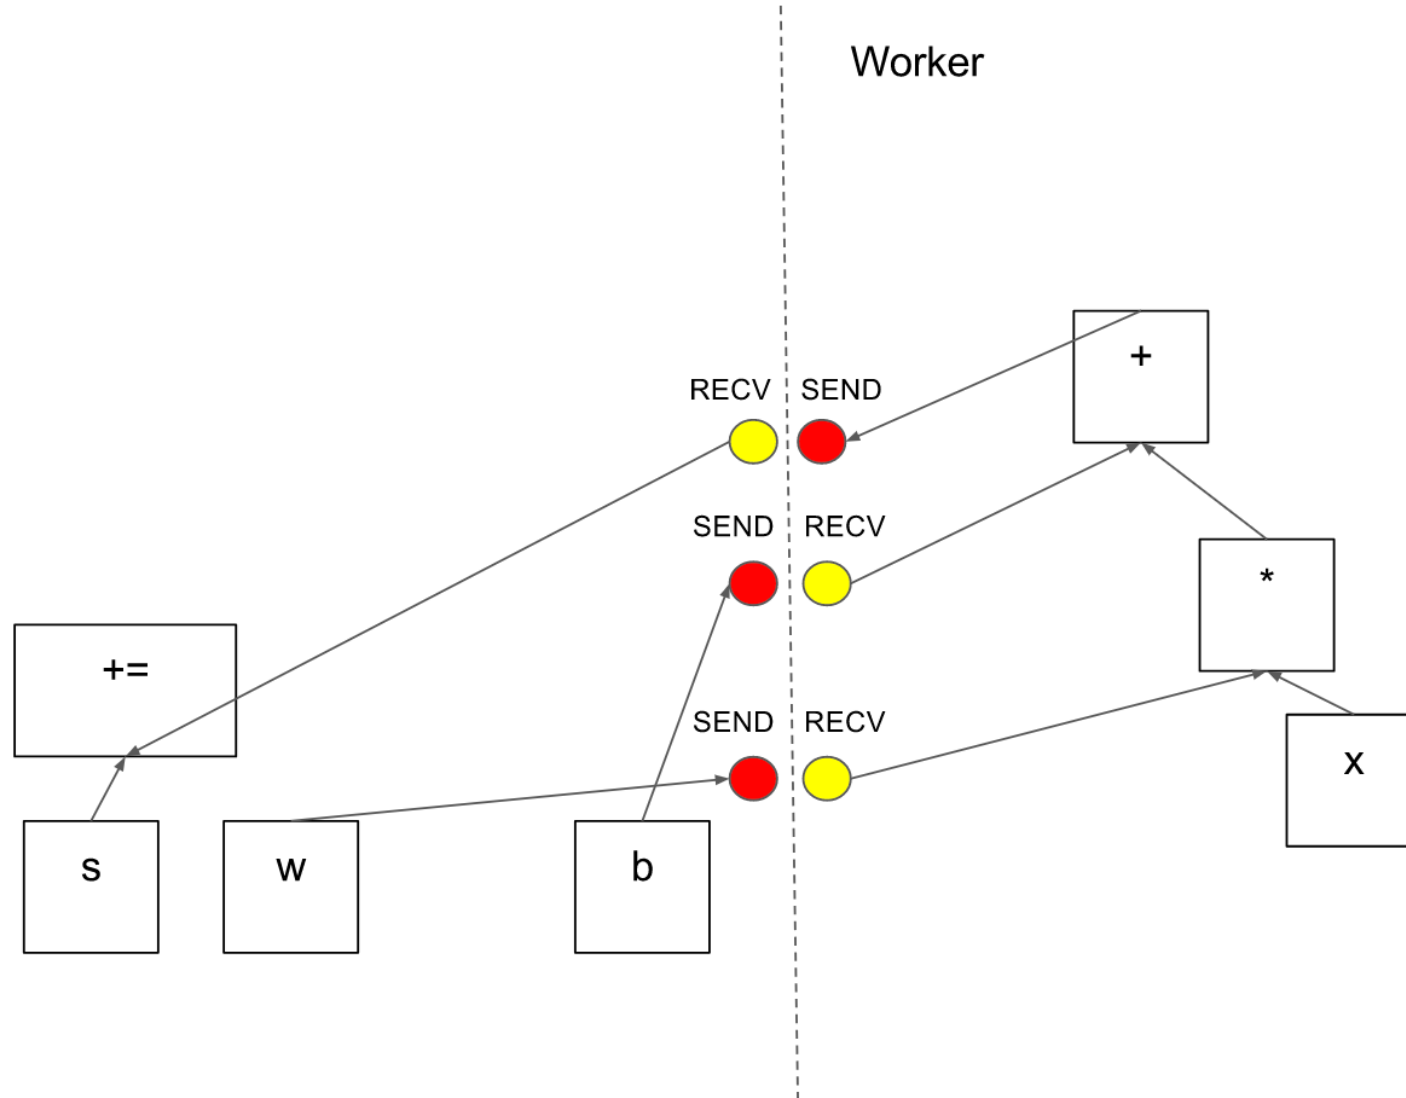 Worker
+
RECV SEND
SEND RECV
*
+=
SEND RECV
x
s w b